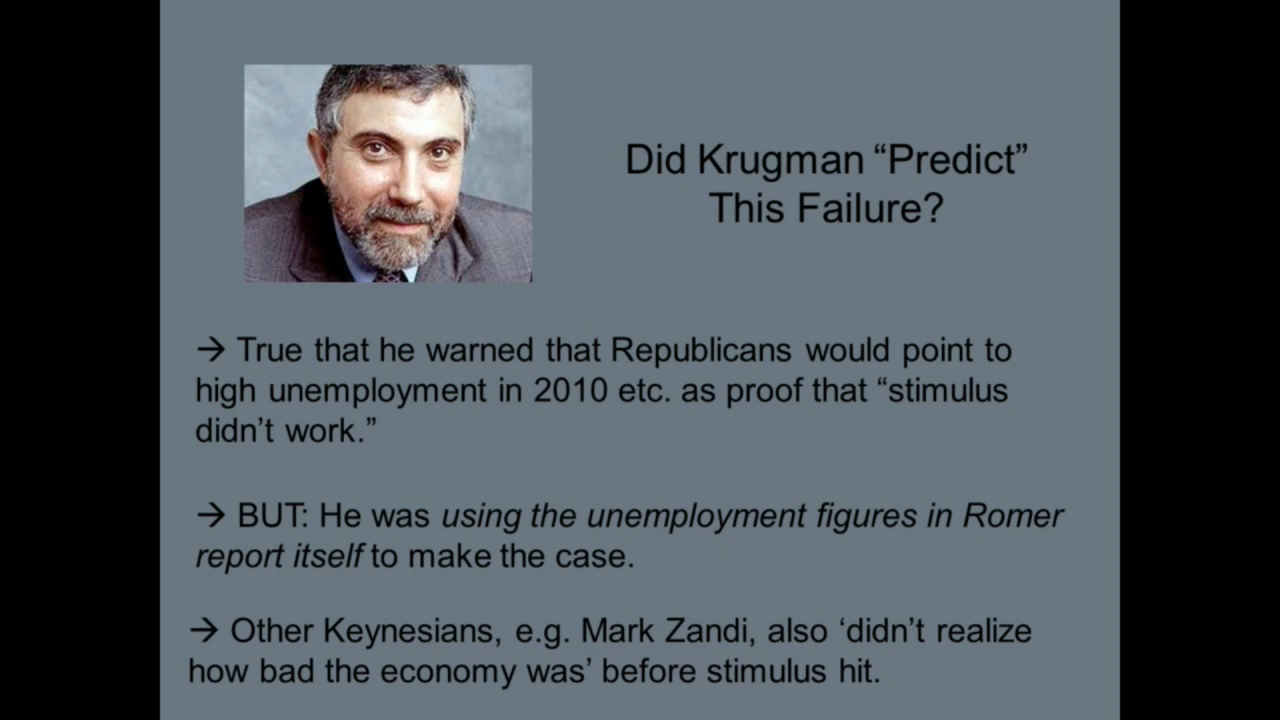 Did Krugman “Predict”
This Failure?
→ True that he warned that Republicans would point to
high unemployment in 2010 etc. as proof that “stimulus
didn’t work.”
→ BUT: He was using the unemployment figures in Romer
report itself to make the case.
→ Other Keynesians, e.g. Mark Zandi, also ‘didn’t realize
how bad the economy was’ before stimulus hit.